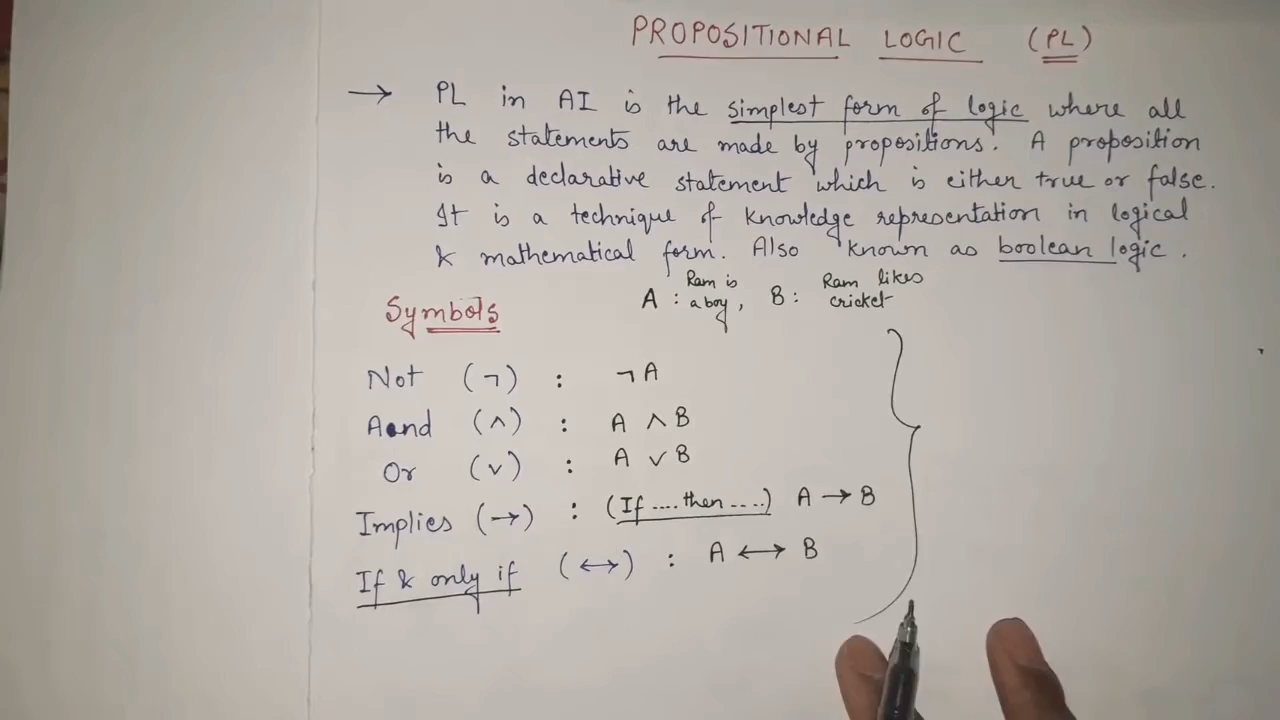 PROPOSITIONAL LOGIC (PL)
→ PL in AI is the simplest form of logic where all
the statements are made by propositions. A proposition
is a declarative statement which is either true or false.
It is a technique of knowledge representation in logical
& mathematical form. Also known as boolean logic.
Symbols
A : Ram is a boy, B : Ram likes cricket
Not (¬) : ¬A
And (∧) : A ∧ B
Or (∨) : A ∨ B
Implies (→) : (If .... then ....) A → B
If & only if (↔) : A ↔ B